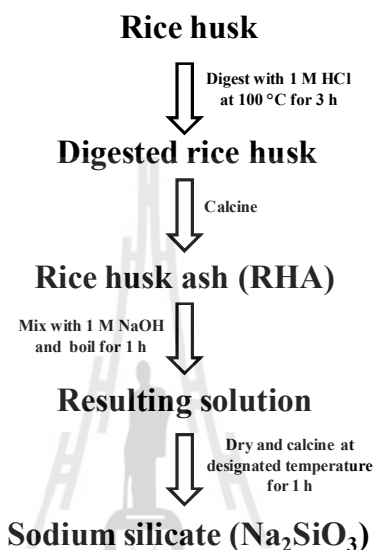 Rice husk
Digest with 1 M HCl
at 100 °C for 3 h
Digested rice husk
Calcine
Rice husk ash (RHA)
Mix with 1 M NaOH
and boil for 1 h
Resulting solution
Dry and calcine at
designated temperature
for 1 h
Sodium silicate (Na₂SiO₃)